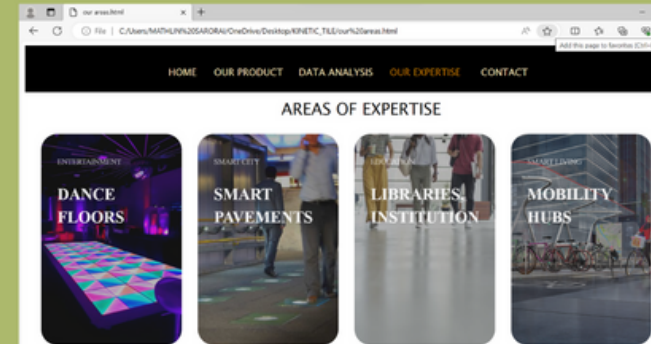 our areas.html
File | C:/Users/MATHLIN%20SARORAI/OneDrive/Desktop/KINETIC_TILE/our%20areas.html
Add this page to favorites (Ctrl+
HOME OUR PRODUCT DATA ANALYSIS OUR EXPERTISE CONTACT
AREAS OF EXPERTISE
ENTERTAINMENT
DANCE
FLOORS
SMART CITY
SMART
PAVEMENTS
EDUCATION
LIBRARIES,
INSTITUTION
SMART LIVING
MOBILITY
HUBS